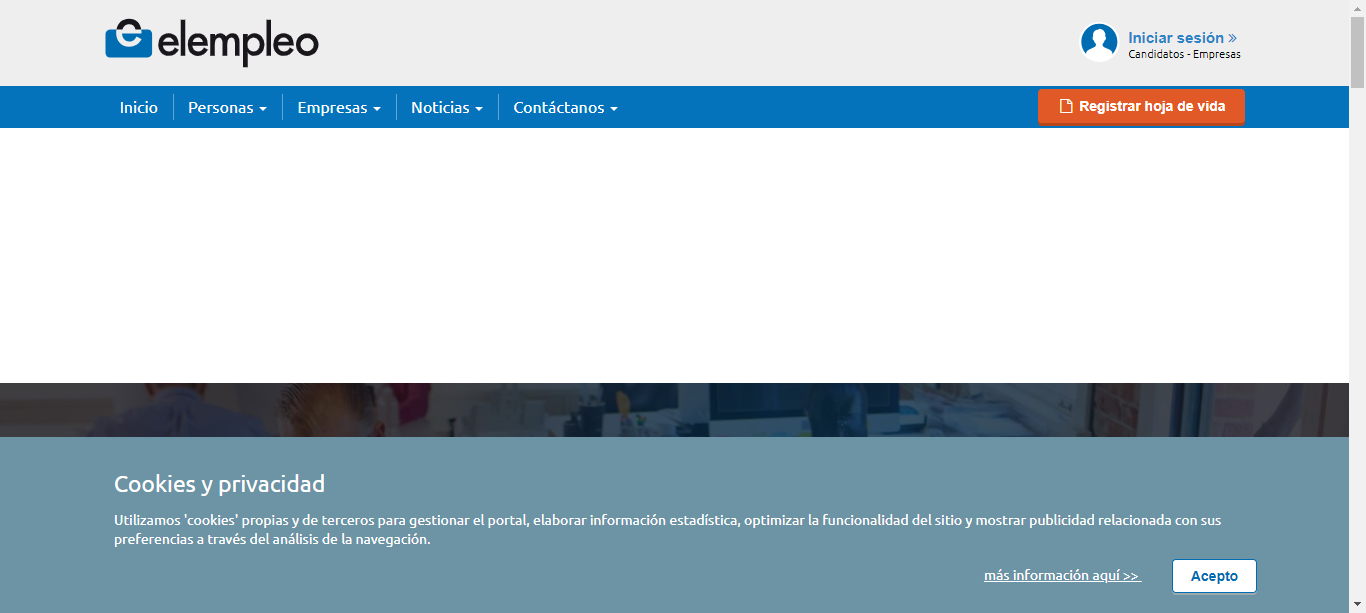 elempleo
Iniciar sesión »
Candidatos - Empresas
Inicio Personas Empresas Noticias Contáctanos Registrar hoja de vida
Cookies y privacidad
Utilizamos 'cookies' propias y de terceros para gestionar el portal, elaborar información estadística, optimizar la funcionalidad del sitio y mostrar publicidad relacionada con sus
preferencias a través del análisis de la navegación.
más información aquí >> Acepto